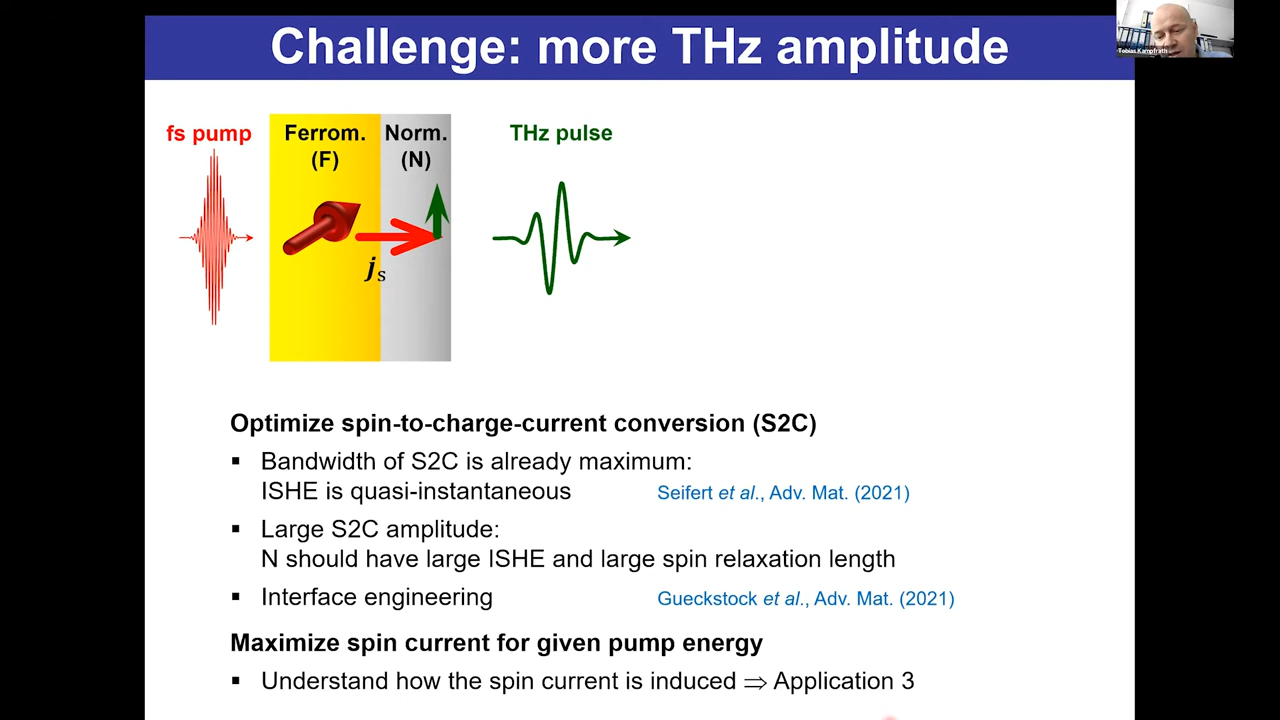 Challenge: more THz amplitude
Tobias Kampfrath
fs pump
Ferrom.
(F)
Norm.
(N)
THz pulse
js
Optimize spin-to-charge-current conversion (S2C)
▪ Bandwidth of S2C is already maximum:
ISHE is quasi-instantaneous Seifert et al., Adv. Mat. (2021)
▪ Large S2C amplitude:
N should have large ISHE and large spin relaxation length
▪ Interface engineering Gueckstock et al., Adv. Mat. (2021)
Maximize spin current for given pump energy
▪ Understand how the spin current is induced ⇒ Application 3